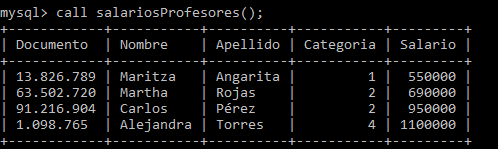 mysql> call salariosProfesores();
+------------+-----------+----------+-----------+---------+
| Documento | Nombre | Apellido | Categoria | Salario |
+------------+-----------+----------+-----------+---------+
| 13.826.789 | Maritza | Angarita | 1 | 550000 |
| 63.502.720 | Martha | Rojas | 2 | 690000 |
| 91.216.904 | Carlos | Pérez | 2 | 950000 |
| 1.098.765 | Alejandra | Torres | 4 | 1100000 |
+------------+-----------+----------+-----------+---------+